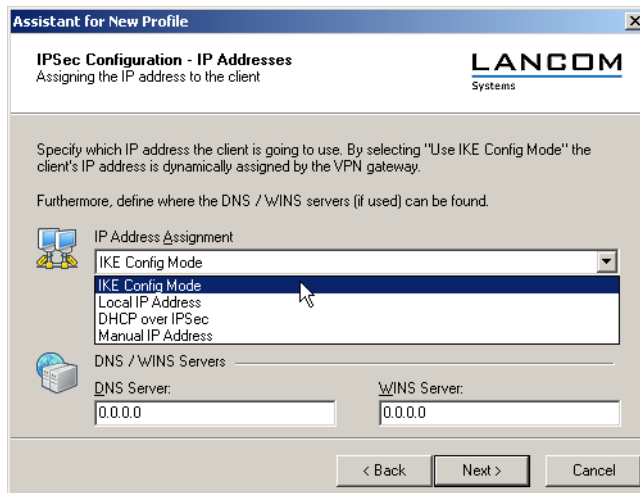 Assistant for New Profile
IPSec Configuration - IP Addresses
Assigning the IP address to the client
LANCOM
Systems
Specify which IP address the client is going to use. By selecting "Use IKE Config Mode" the
client's IP address is dynamically assigned by the VPN gateway.
Furthermore, define where the DNS / WINS servers (if used) can be found.
IP Address Assignment
IKE Config Mode
IKE Config Mode
Local IP Address
DHCP over IPSec
Manual IP Address
DNS / WINS Servers
DNS Server: WINS Server:
0.0.0.0 0.0.0.0
< Back Next > Cancel